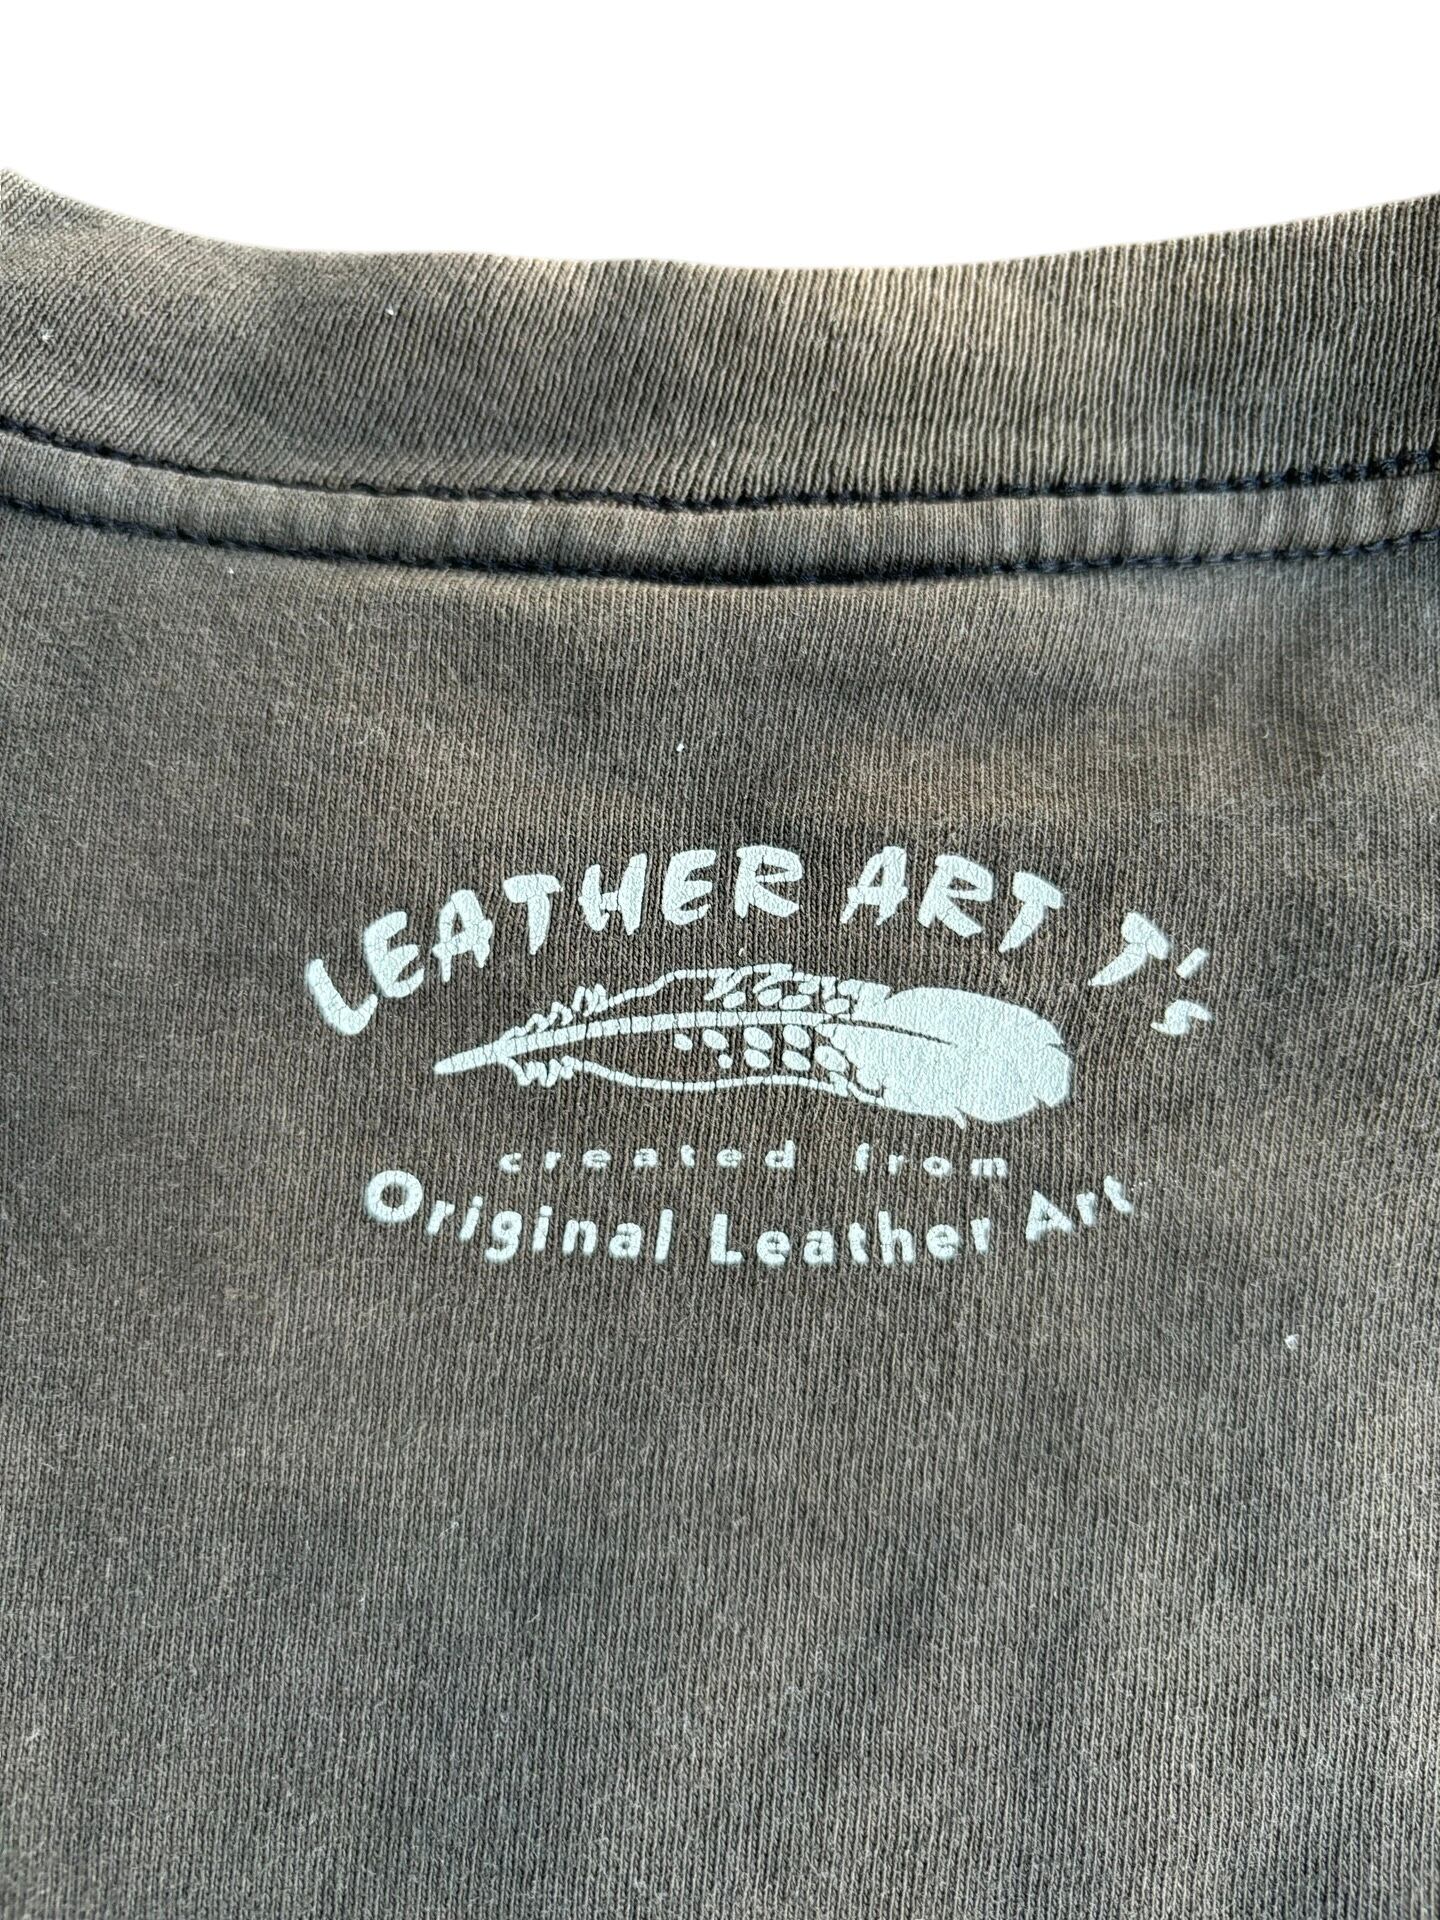 LEATHER ART T's
created from
Original Leather Art